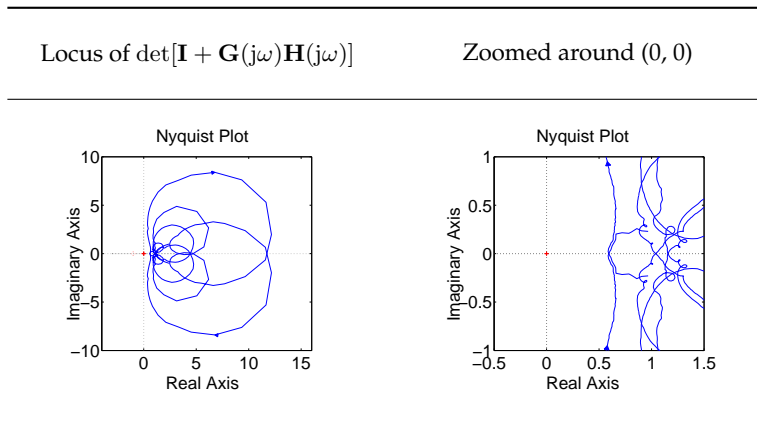 Locus of det[I + G(jω)H(jω)]
Zoomed around (0, 0)
Nyquist Plot
10
5
0
−5
−10
0
5
10
15
Imaginary Axis
Real Axis
Nyquist Plot
1
0.5
0
−0.5
−1
−0.5
0
0.5
1
1.5
Imaginary Axis
Real Axis